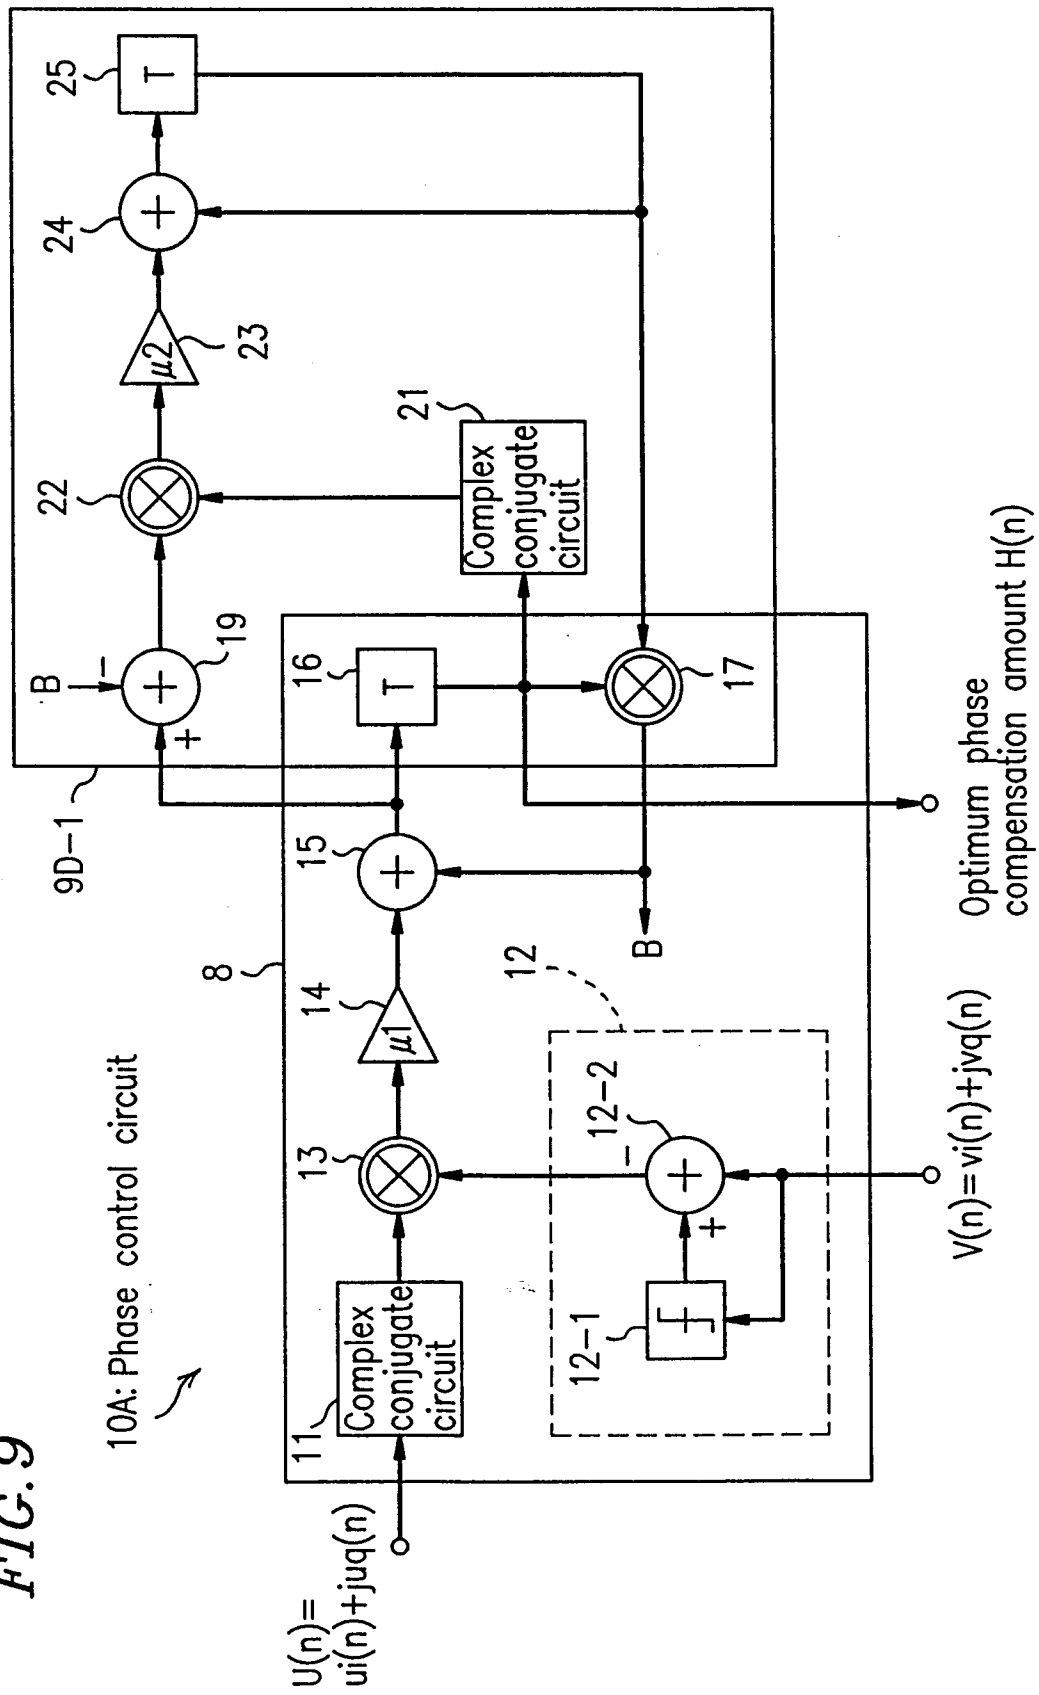 FIG. 9
10A: Phase control circuit
U(n)=
ui(n)+juq(n)
11
Complex
conjugate
circuit
13
14
μ1
15
+
16
T
8
12
12-1
12-2
+
+
−
V(n)=vi(n)+jvq(n)
B
17
Optimum phase
compensation amount H(n)
9D-1
B
−
+
+
19
22
21
Complex
conjugate
circuit
μ2
23
24
+
25
T